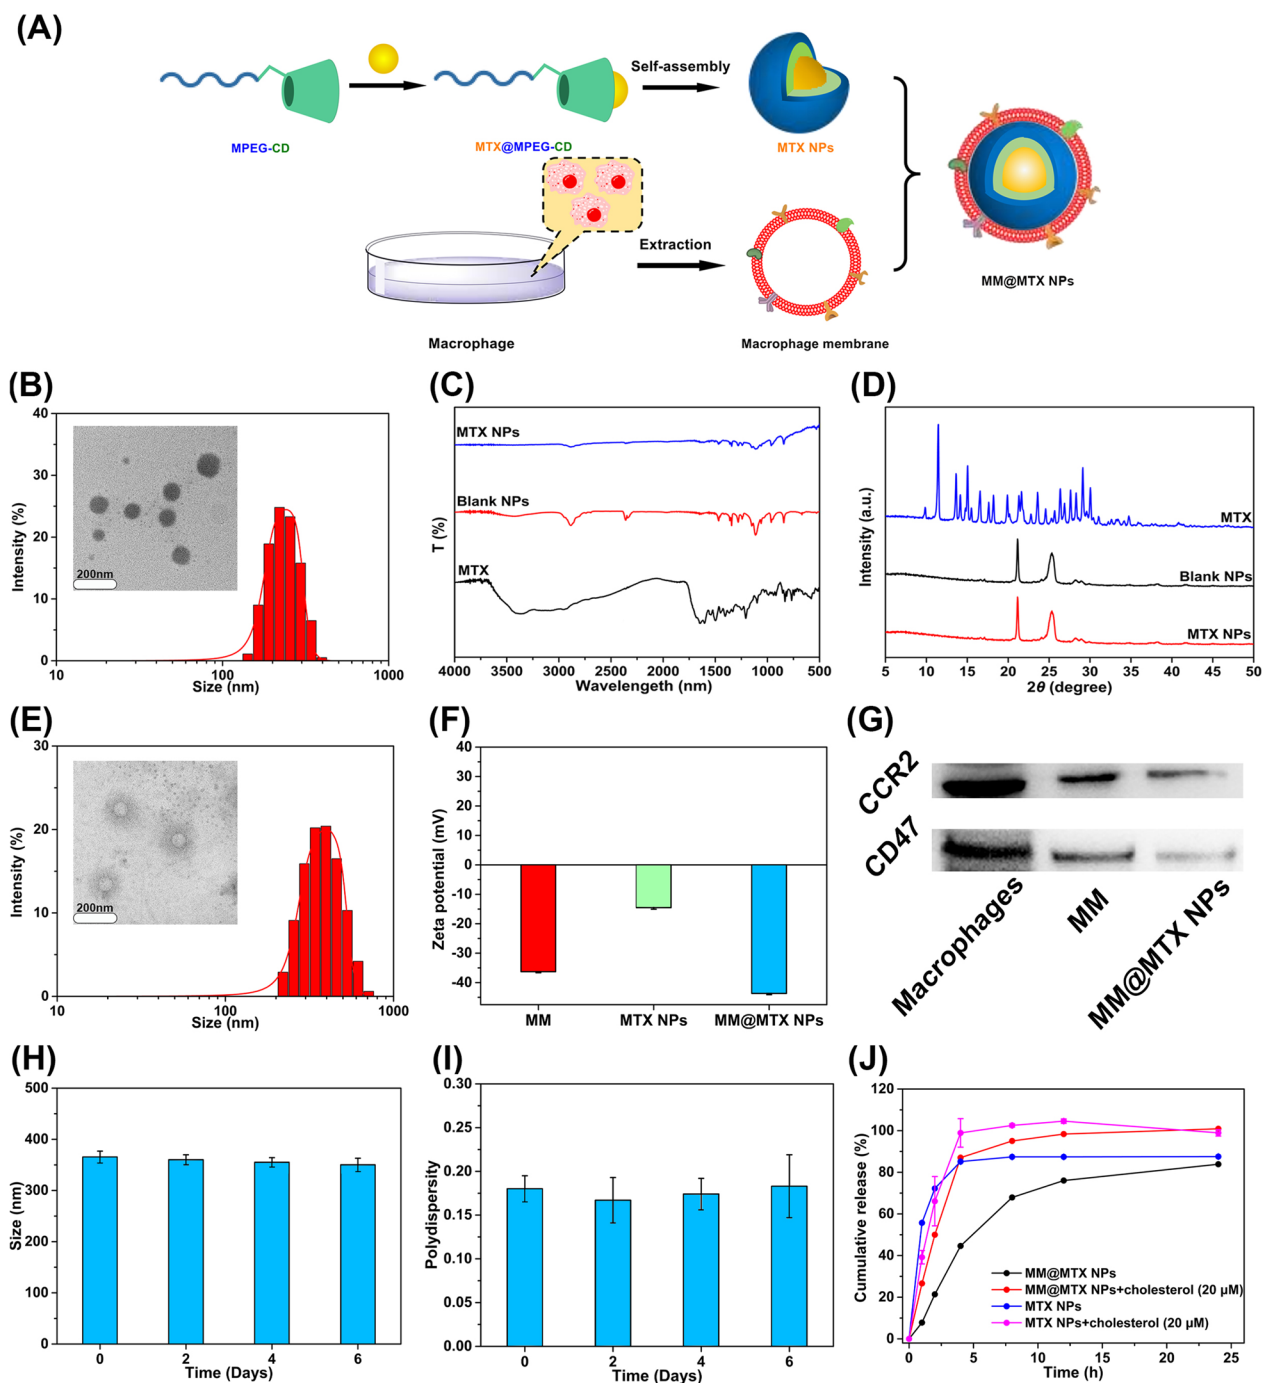 (A)
Self-assembly
MPEG-CD
MTX@MPEG-CD
MTX NPs
Extraction
MM@MTX NPs
Macrophage
Macrophage membrane
(B)
Intensity (%)
40
30
20
10
0
200nm
10
100
1000
Size (nm)
(C)
T (%)
MTX NPs
Blank NPs
MTX
4000 3500 3000 2500 2000 1500 1000 500
Wavelengeth (nm)
(D)
Intensity (a.u.)
MTX
Blank NPs
MTX NPs
5 10 15 20 25 30 35 40 45 50
2θ (degree)
(E)
Intensity (%)
30
20
10
0
200nm
10
100
1000
Size (nm)
(F)
Zeta potential (mV)
40
30
20
10
0
-10
-20
-30
-40
MM
MTX NPs
MM@MTX NPs
(G)
CCR2
CD47
Macrophages
MM
MM@MTX NPs
(H)
Size (nm)
500
400
300
200
100
0
0 2 4 6
Time (Days)
(I)
Polydispersity
0.30
0.25
0.20
0.15
0.10
0.05
0.00
0 2 4 6
Time (Days)
(J)
Cumulative release (%)
120
100
80
60
40
20
0
MM@MTX NPs
MM@MTX NPs+cholesterol (20 μM)
MTX NPs
MTX NPs+cholesterol (20 μM)
0 5 10 15 20 25
Time (h)